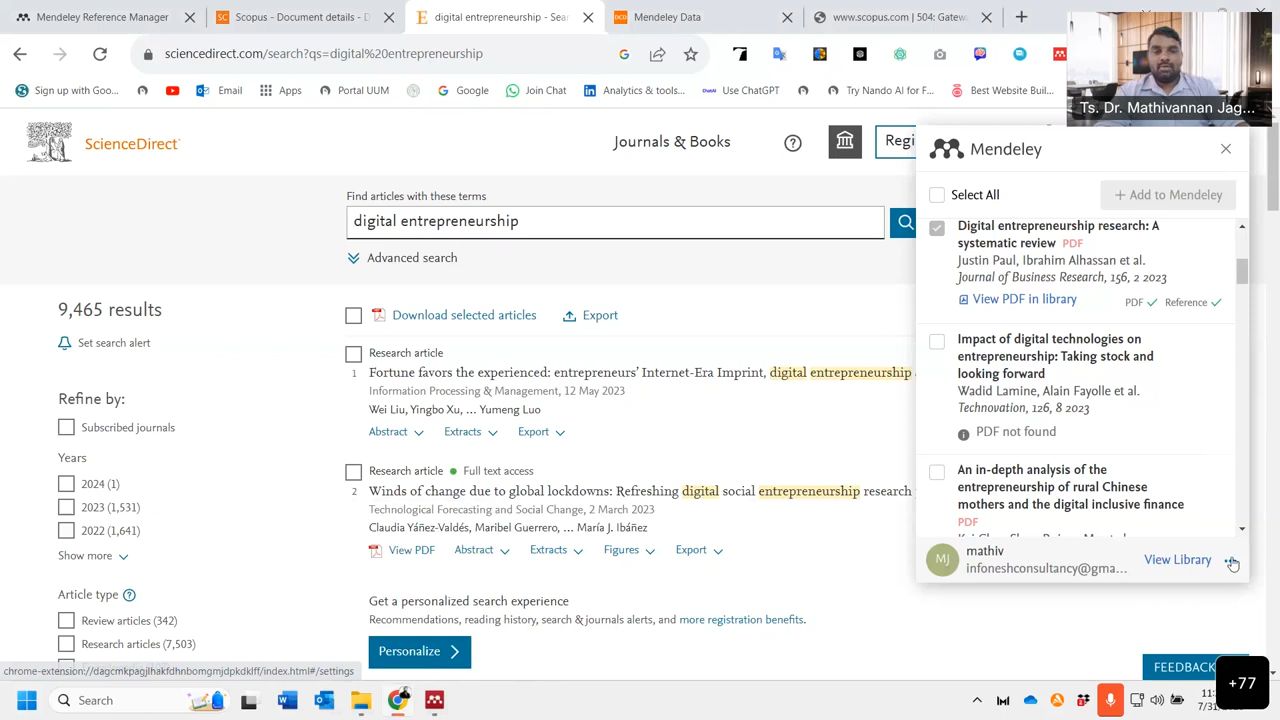 Mendeley Reference Manager
Scopus - Document details - D
digital entrepreneurship - Sea
Mendeley Data
www.scopus.com | 504: Gatew
sciencedirect.com/search?qs=digital%20entrepreneurship
Sign up with Goo...
Email
Apps
Portal UUM
Google
Join Chat
Analytics & tools...
Use ChatGPT
Try Nando AI for F...
Best Website Buil...
Ts. Dr. Mathivannan Jag...
ScienceDirect
Journals & Books
Regi
Find articles with these terms
digital entrepreneurship
Advanced search
9,465 results
Set search alert
Refine by:
Subscribed journals
Years
2024 (1)
2023 (1,531)
2022 (1,641)
Show more
Article type
Review articles (342)
Research articles (7,503)
Download selected articles
Export
Research article
1 Fortune favors the experienced: entrepreneurs' Internet-Era Imprint, digital entrepreneurship
Information Processing & Management, 12 May 2023
Wei Liu, Yingbo Xu, ... Yumeng Luo
Abstract
Extracts
Export
Research article
Full text access
2 Winds of change due to global lockdowns: Refreshing digital social entrepreneurship research
Technological Forecasting and Social Change, 2 March 2023
Claudia Yáñez-Valdés, Maribel Guerrero, ... María J. Ibáñez
View PDF
Abstract
Extracts
Figures
Export
Get a personalized search experience
Recommendations, reading history, search & journals alerts, and more registration benefits.
Personalize
FEEDBACK
Mendeley
Select All
+ Add to Mendeley
Digital entrepreneurship research: A
systematic review PDF
Justin Paul, Ibrahim Alhassan et al.
Journal of Business Research, 156, 2 2023
View PDF in library
PDF
Reference
Impact of digital technologies on
entrepreneurship: Taking stock and
looking forward
Wadid Lamine, Alain Fayolle et al.
Technovation, 126, 8 2023
PDF not found
An in-depth analysis of the
entrepreneurship of rural Chinese
mothers and the digital inclusive finance
PDF
MJ
mathiv
infoneshconsultancy@gma...
View Library
chrome-extension://dagcmkpagjlhakfdhnbomgmjdpkdklff/index.html#/settings
Search
+77